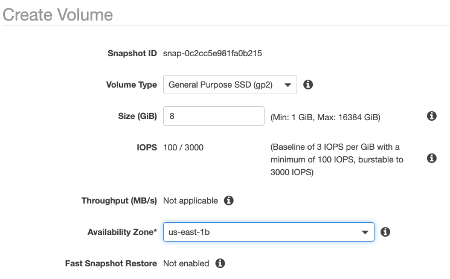 Create Volume
Snapshot ID snap-0c2cc5e981fa0b215
Volume Type General Purpose SSD (gp2)
Size (GiB) 8 (Min: 1 GiB, Max: 16384 GiB)
IOPS 100 / 3000 (Baseline of 3 IOPS per GiB with a
minimum of 100 IOPS, burstable to
3000 IOPS)
Throughput (MB/s) Not applicable
Availability Zone* us-east-1b
Fast Snapshot Restore Not enabled